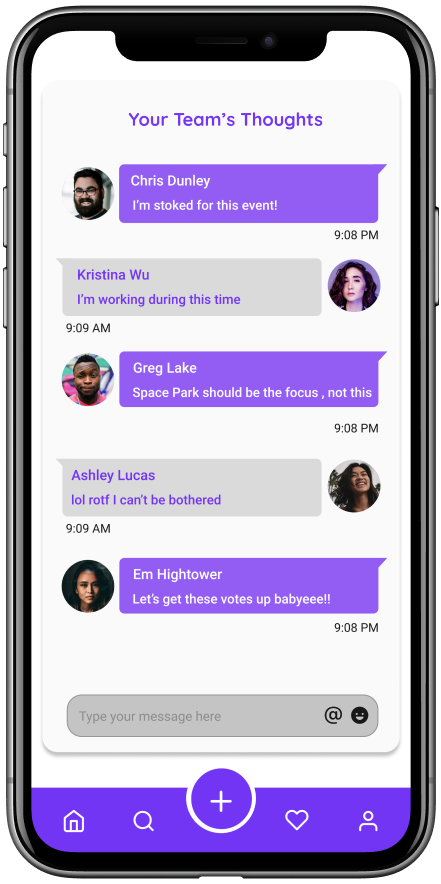 Your Team's Thoughts
Chris Dunley
I'm stoked for this event!
9:08 PM
Kristina Wu
I'm working during this time
9:09 AM
Greg Lake
Space Park should be the focus , not this
9:08 PM
Ashley Lucas
lol rotf I can't be bothered
9:09 AM
Em Hightower
Let's get these votes up babyeee!!
9:08 PM
Type your message here @